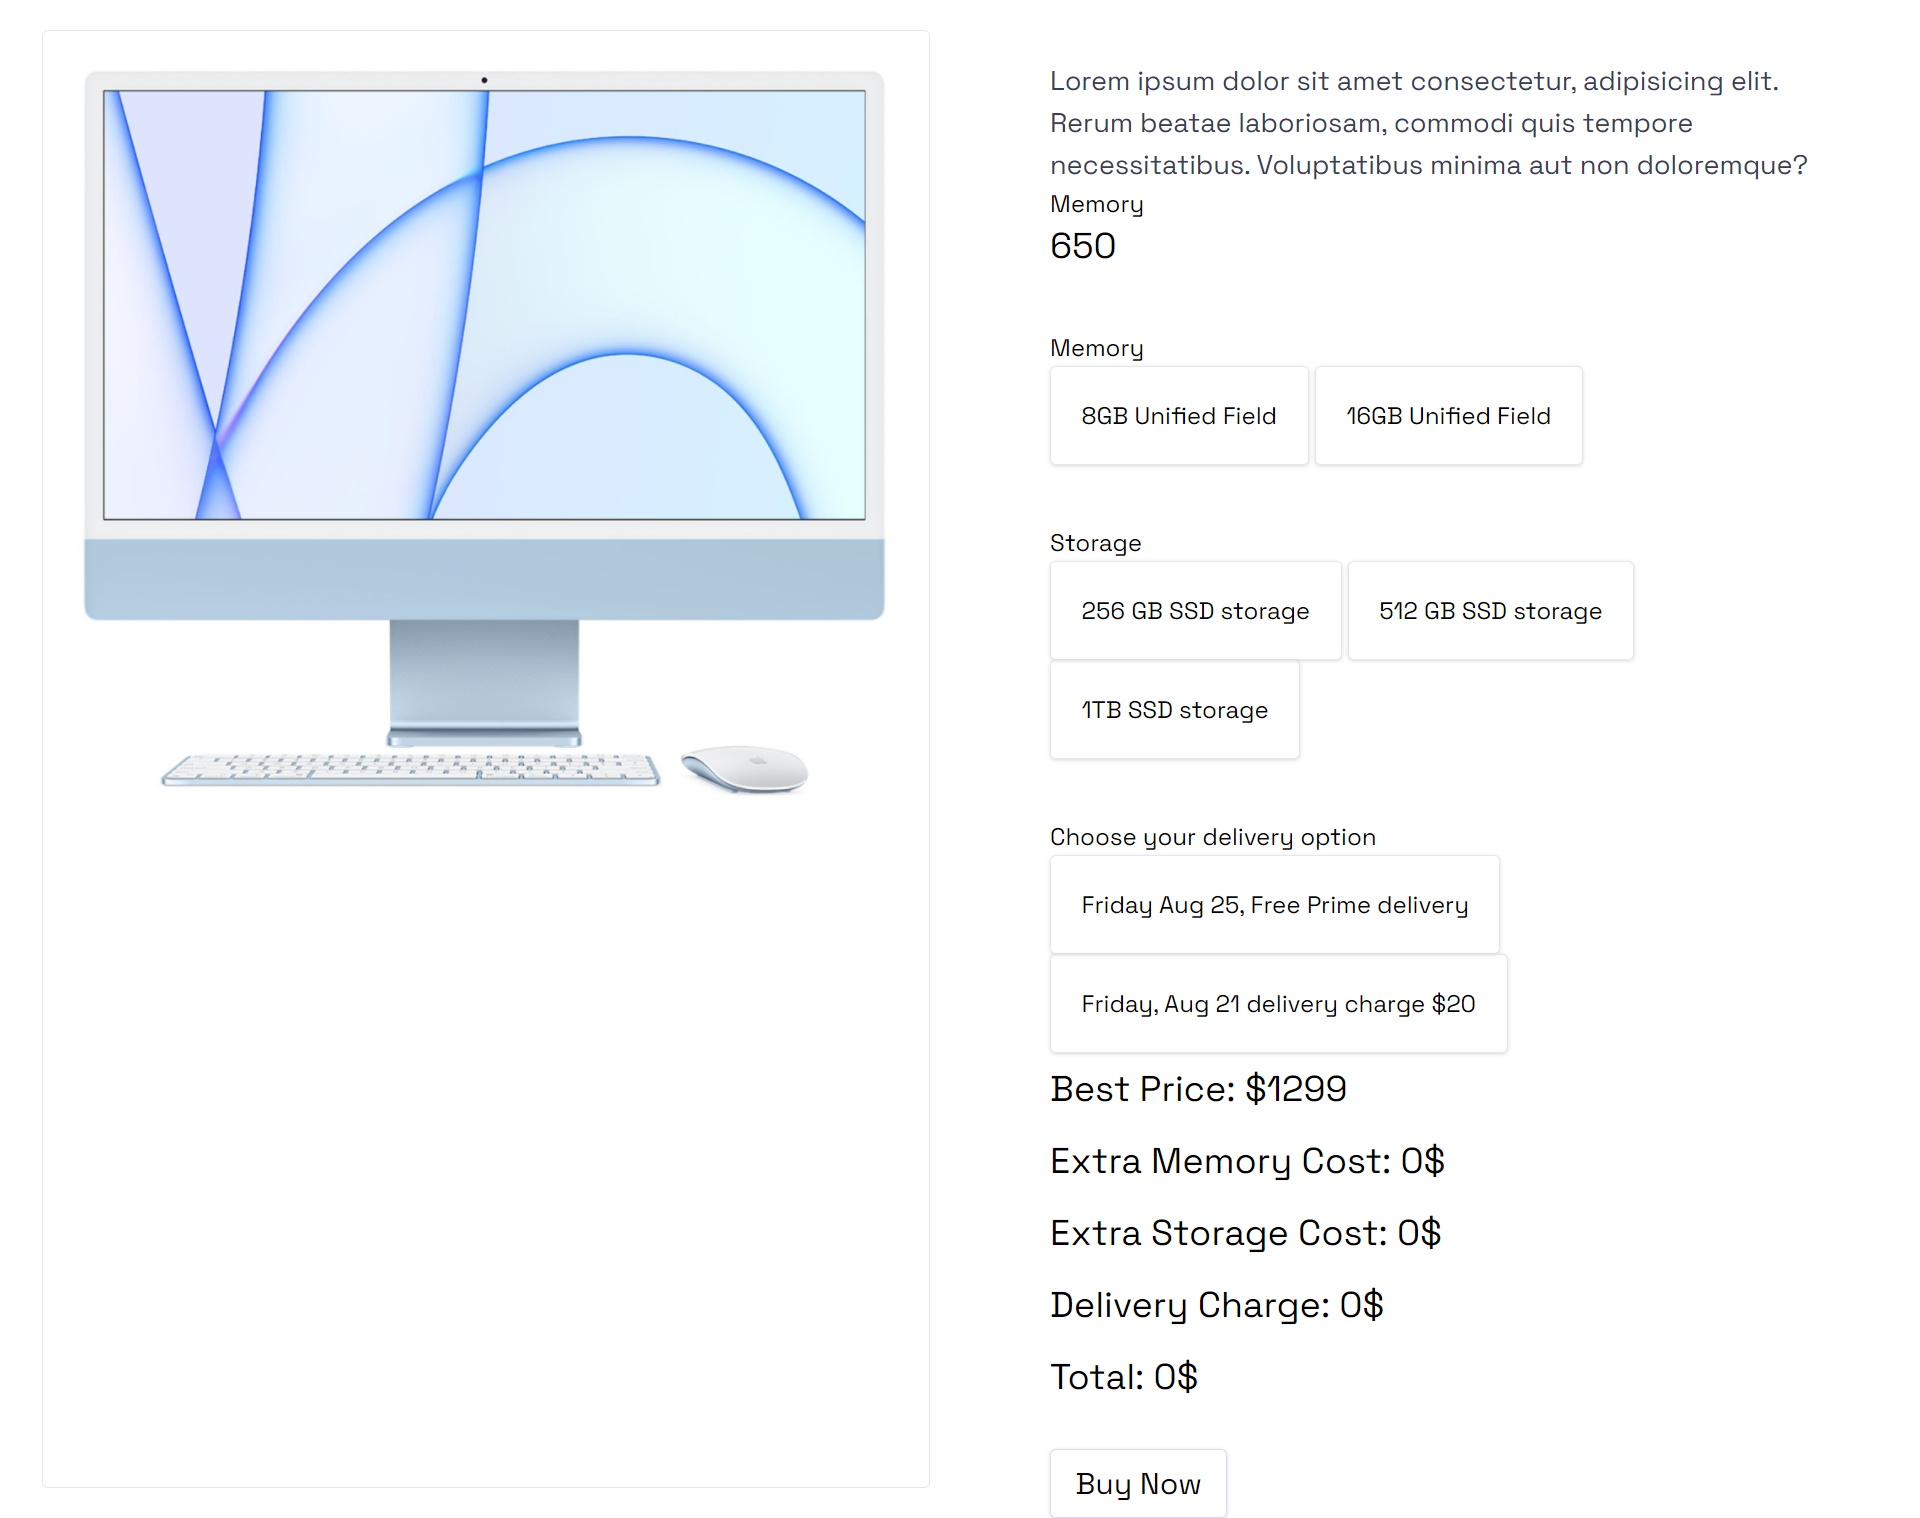 Lorem ipsum dolor sit amet consectetur, adipisicing elit.
Rerum beatae laboriosam, commodi quis tempore
necessitatibus. Voluptatibus minima aut non doloremque?
Memory
650
Memory
8GB Unified Field
16GB Unified Field
Storage
256 GB SSD storage
512 GB SSD storage
1TB SSD storage
Choose your delivery option
Friday Aug 25, Free Prime delivery
Friday, Aug 21 delivery charge $20
Best Price: $1299
Extra Memory Cost: 0$
Extra Storage Cost: 0$
Delivery Charge: 0$
Total: 0$
Buy Now